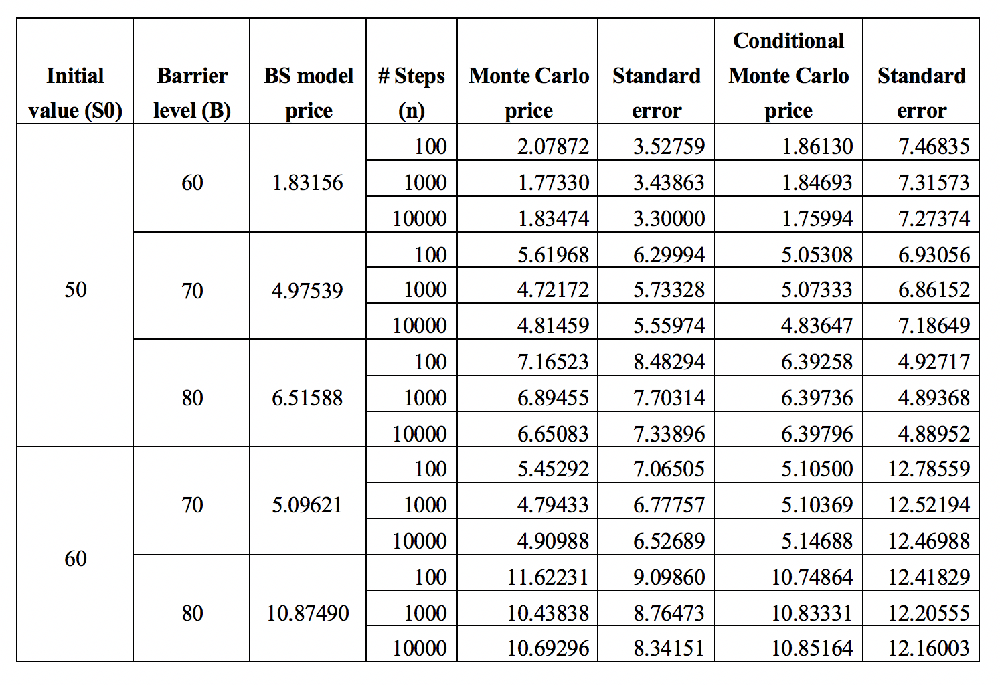 Initial value (S0) Barrier level (B) BS model price # Steps (n) Monte Carlo price Standard error Conditional Monte Carlo price Standard error
50 60 1.83156 100 2.07872 3.52759 1.86130 7.46835
1000 1.77330 3.43863 1.84693 7.31573
10000 1.83474 3.30000 1.75994 7.27374
70 4.97539 100 5.61968 6.29994 5.05308 6.93056
1000 4.72172 5.73328 5.07333 6.86152
10000 4.81459 5.55974 4.83647 7.18649
80 6.51588 100 7.16523 8.48294 6.39258 4.92717
1000 6.89455 7.70314 6.39736 4.89368
10000 6.65083 7.33896 6.39796 4.88952
60 70 5.09621 100 5.45292 7.06505 5.10500 12.78559
1000 4.79433 6.77757 5.10369 12.52194
10000 4.90988 6.52689 5.14688 12.46988
80 10.87490 100 11.62231 9.09860 10.74864 12.41829
1000 10.43838 8.76473 10.83331 12.20555
10000 10.69296 8.34151 10.85164 12.16003